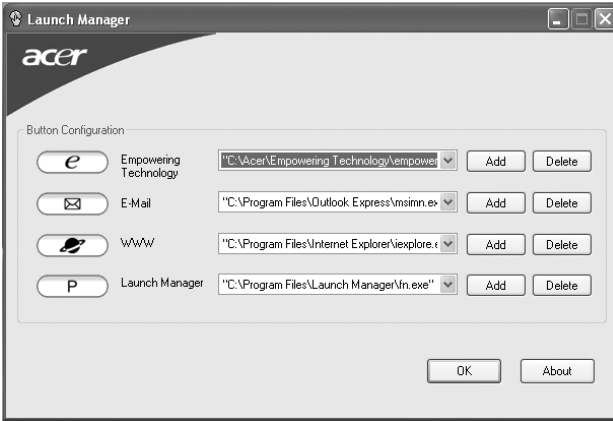 Launch Manager
acer
Button Configuration
e Empowering Technology "C:\Acer\Empowering Technology\empower Add Delete
E-Mail "C:\Program Files\Outlook Express\msimn.ex Add Delete
WWW "C:\Program Files\Internet Explorer\iexplore.e Add Delete
P Launch Manager "C:\Program Files\Launch Manager\fn.exe" Add Delete
OK About